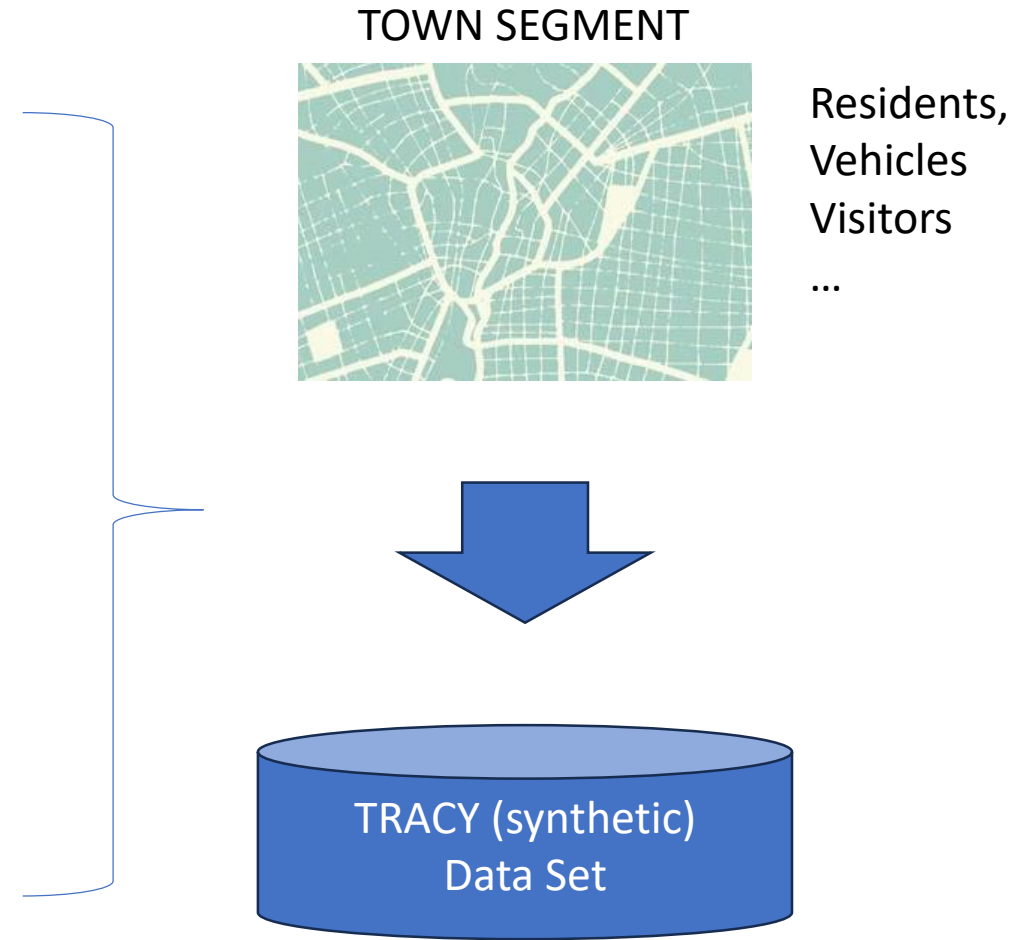 TOWN SEGMENT
Residents,
Vehicles
Visitors
…
TRACY (synthetic)
Data Set